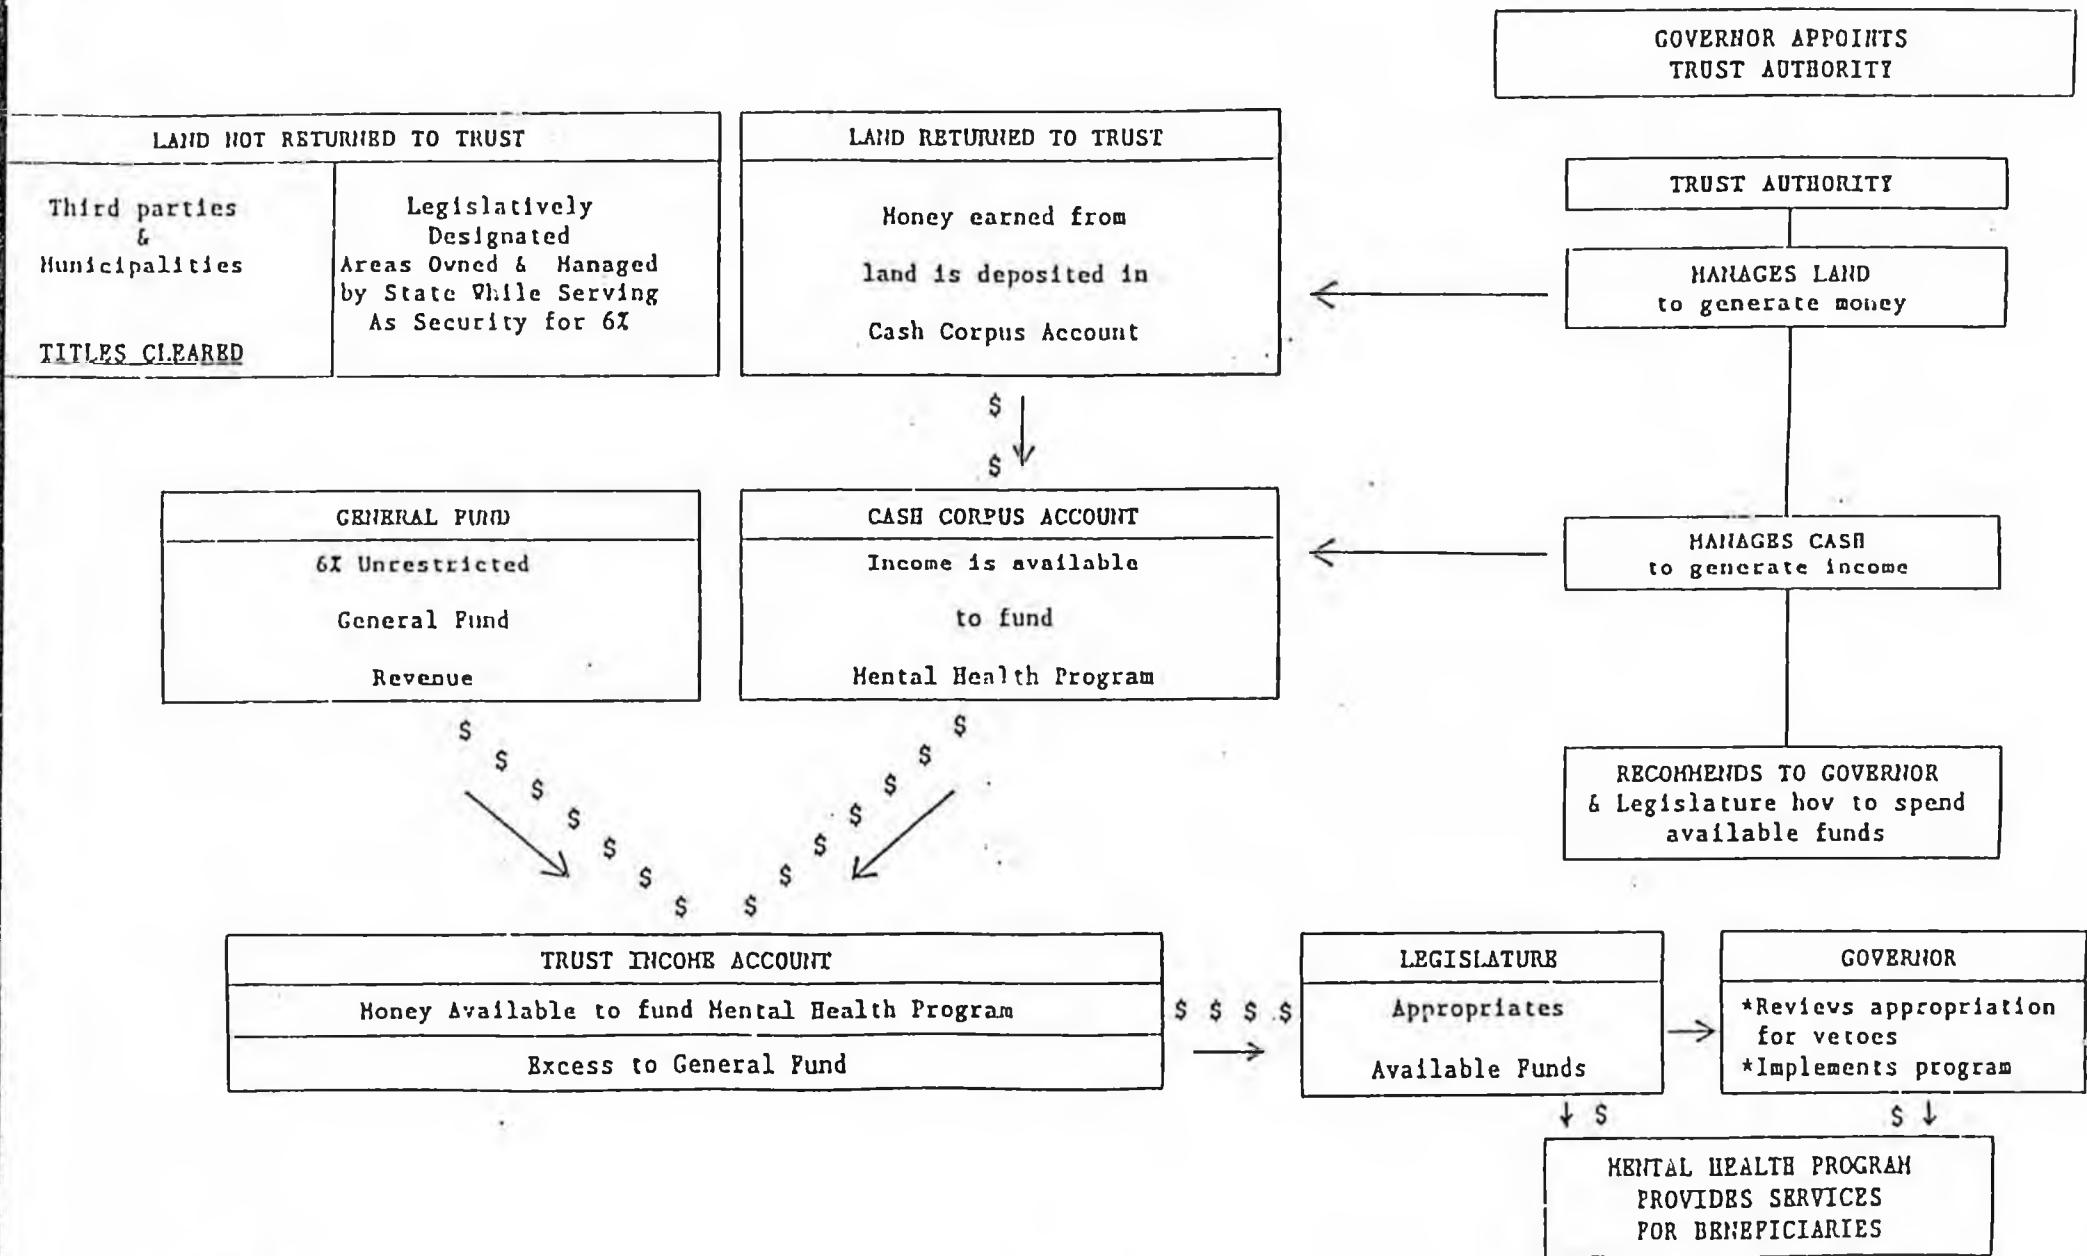 GOVERNOR APPOINTS
TRUST AUTHORITY
LAND NOT RETURNED TO TRUST
Third parties
&
Municipalities
TITLES CLEARED
Legislatively
Designated
Areas Owned & Managed
by State While Serving
As Security for 6%
LAND RETURNED TO TRUST
Money earned from
land is deposited in
Cash Corpus Account
TRUST AUTHORITY
MANAGES LAND
to generate money
$
$
GENERAL FUND
6% Unrestricted
General Fund
Revenue
CASH CORPUS ACCOUNT
Income is available
to fund
Mental Health Program
MANAGES CASH
to generate income
RECOMMENDS TO GOVERNOR
& Legislature how to spend
available funds
$ $
$ $
$ $
$ $
$ $
$ $
$ $
TRUST INCOME ACCOUNT
Money Available to fund Mental Health Program
Excess to General Fund
$ $ $ $
LEGISLATURE
Appropriates
Available Funds
GOVERNOR
*Reviews appropriation
for vetoes
*Implements program
$ $
MENTAL HEALTH PROGRAM
PROVIDES SERVICES
FOR BENEFICIARIES